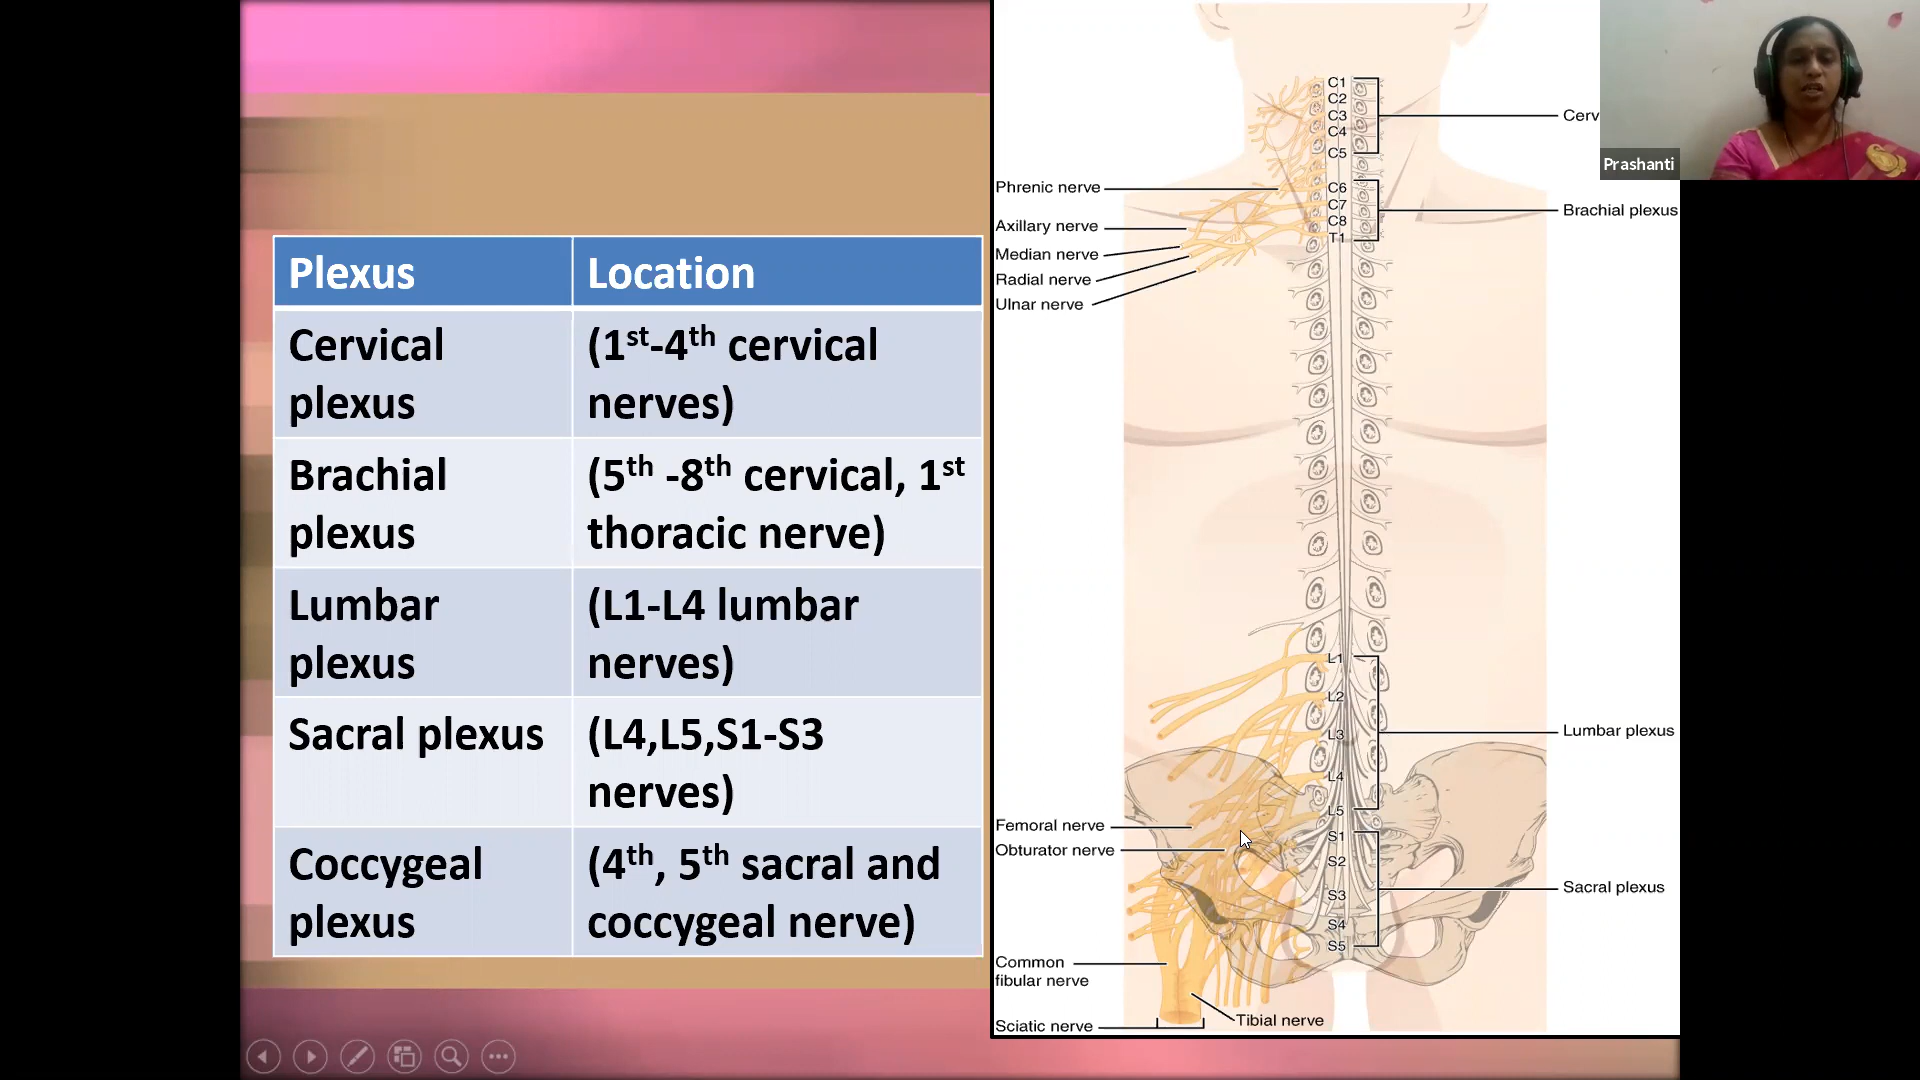 Plexus Location
Cervical plexus
(1st-4th cervical nerves)
Brachial plexus
(5th -8th cervical, 1st thoracic nerve)
Lumbar plexus
(L1-L4 lumbar nerves)
Sacral plexus
(L4,L5,S1-S3 nerves)
Coccygeal plexus
(4th, 5th sacral and coccygeal nerve)
Phrenic nerve
Axillary nerve
Median nerve
Radial nerve
Ulnar nerve
Femoral nerve
Obturator nerve
Common
fibular nerve
Sciatic nerve
Tibial nerve
C1
C2
C3
C4
C5
C6
C7
C8
T1
L1
L2
L3
L4
L5
S1
S2
S3
S4
S5
Cerv
Brachial plexus
Lumbar plexus
Sacral plexus
Prashanti